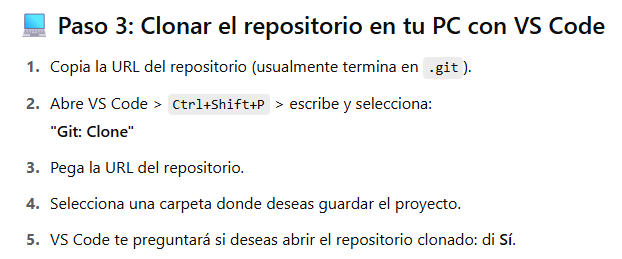 Paso 3: Clonar el repositorio en tu PC con VS Code
1. Copia la URL del repositorio (usualmente termina en .git).
2. Abre VS Code > Ctrl+Shift+P > escribe y selecciona:
"Git: Clone"
3. Pega la URL del repositorio.
4. Selecciona una carpeta donde deseas guardar el proyecto.
5. VS Code te preguntará si deseas abrir el repositorio clonado: di Sí.